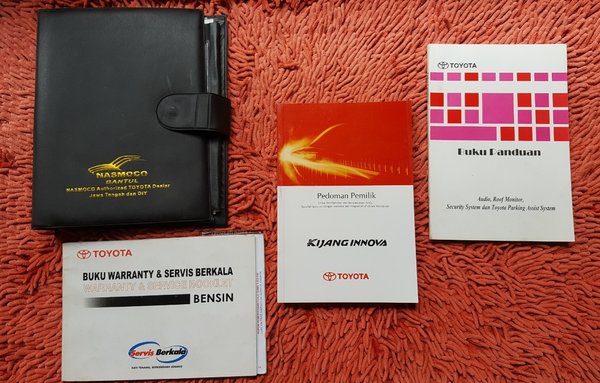 NASMOCO
BANTUL
NASMOCO Authorized TOYOTA Dealer
Jawa Tengah dan DIY
TOYOTA
BUKU WARRANTY & SERVIS BERKALA
WARRANTY & SERVICE BOOKLET
BENSIN
Servis Berkala
Pedoman Pemilik
KIJANG INNOVA
TOYOTA
TOYOTA
Buku Panduan
Audio, Roof Monitor,
Security System dan Toyota Parking Assist System